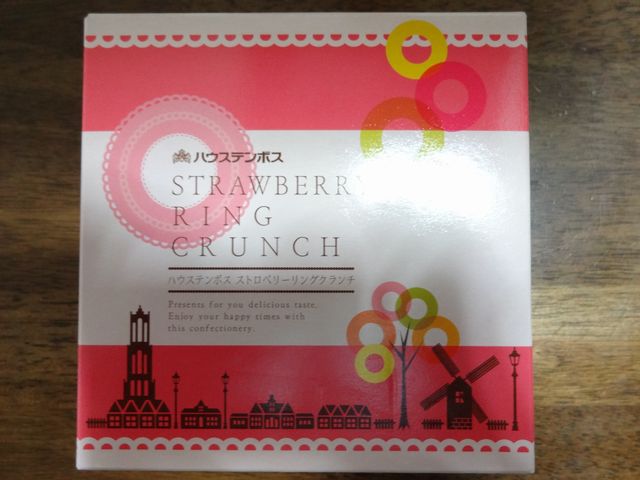 ハウステンボス
STRAWBERRY
RING
CRUNCH
ハウステンボス ストロベリーリングクランチ
Presents for you delicious taste.
Enjoy your happy times with
this confectionery.